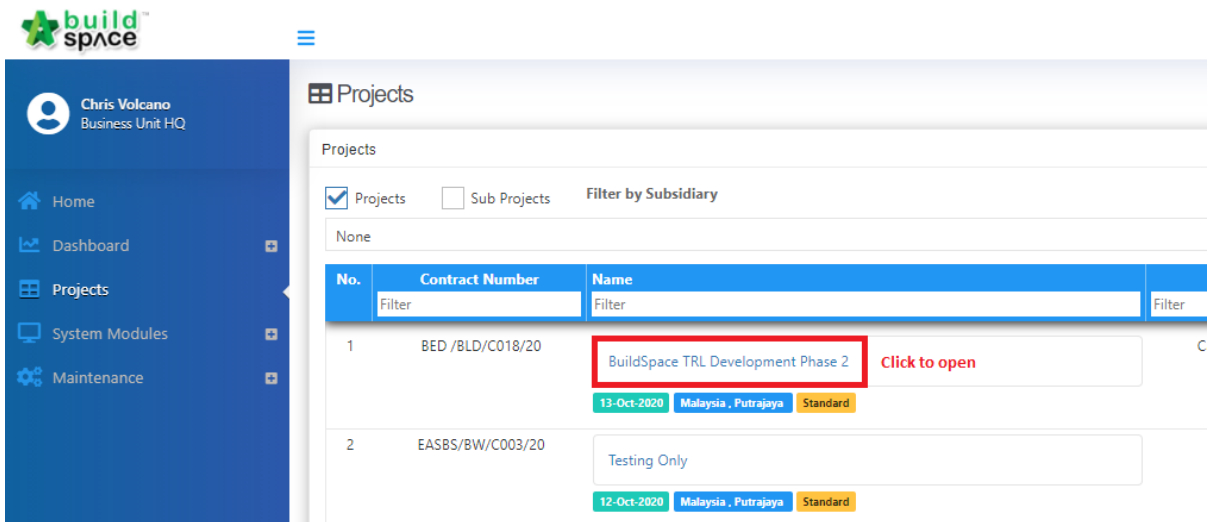 build™
space
Chris Volcano
Business Unit HQ
Home
Dashboard
Projects
System Modules
Maintenance
Projects
Projects
Projects
Sub Projects
Filter by Subsidiary
None
No.
Contract Number
Name
Filter
Filter
Filter
1
BED /BLD/C018/20
BuildSpace TRL Development Phase 2
Click to open
C
13-Oct-2020
Malaysia , Putrajaya
Standard
2
EASBS/BW/C003/20
Testing Only
12-Oct-2020
Malaysia , Putrajaya
Standard